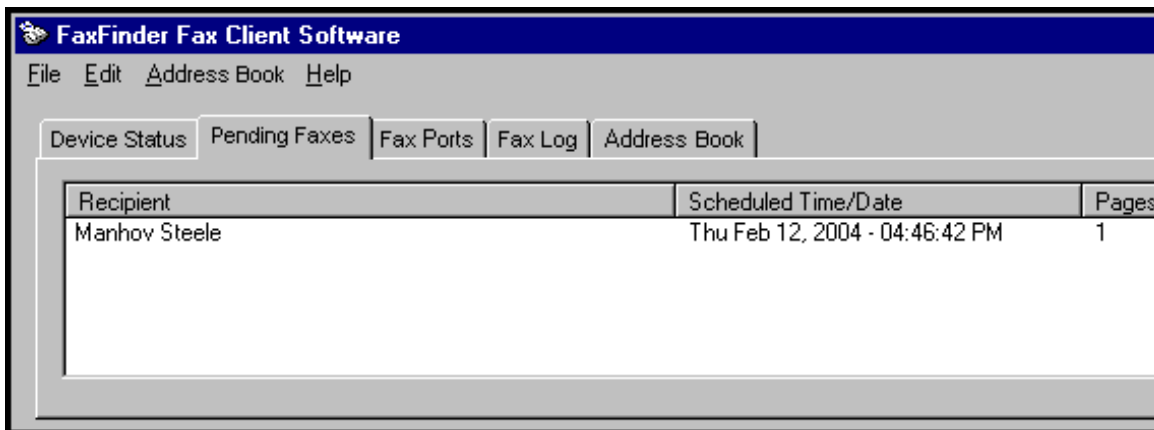 FaxFinder Fax Client Software
File Edit Address Book Help
Device Status Pending Faxes Fax Ports Fax Log Address Book
Recipient Scheduled Time/Date Pages
Manhov Steele Thu Feb 12, 2004 - 04:46:42 PM 1